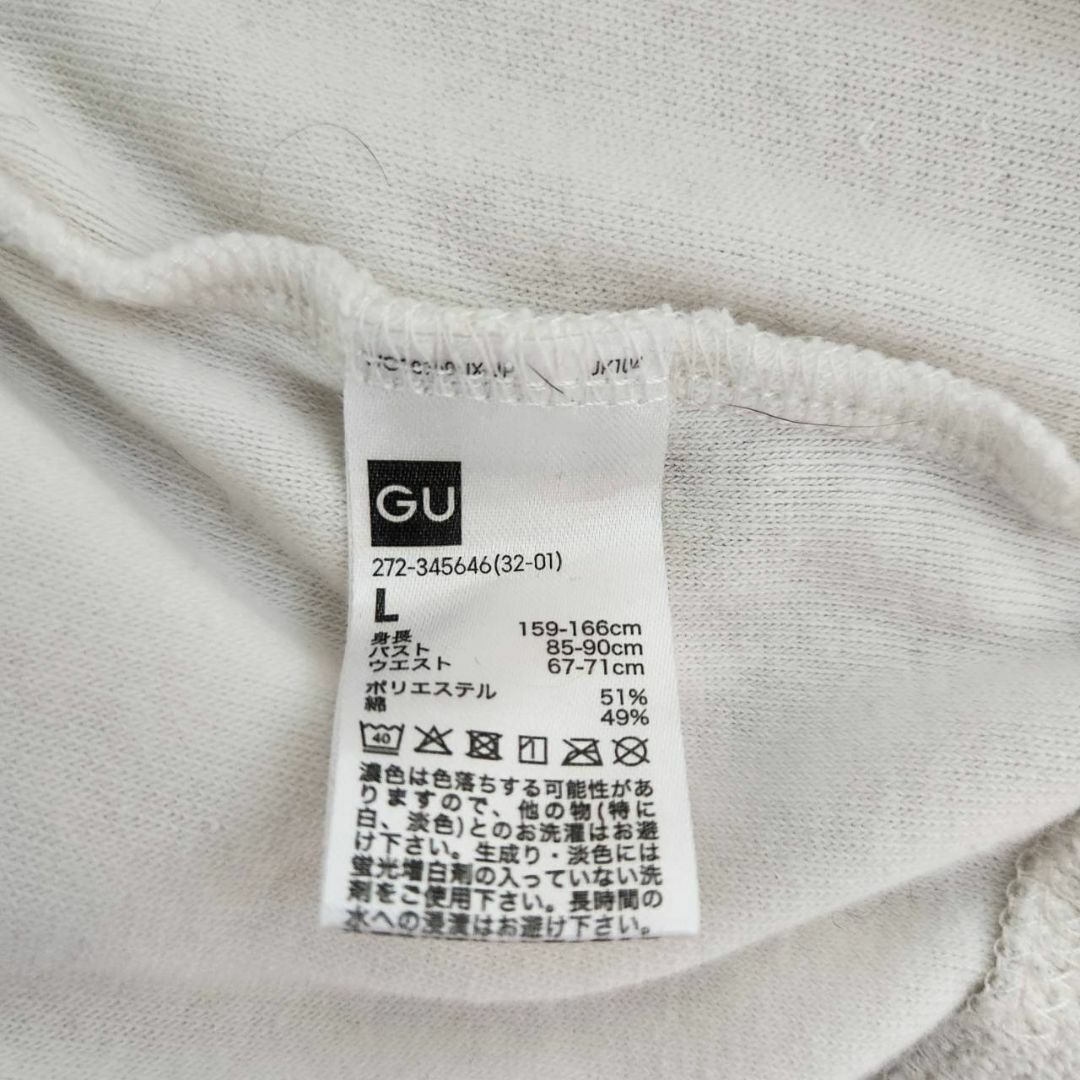 GU
272-345646(32-01)
L
身長 159-166cm
バスト 85-90cm
ウエスト 67-71cm
ポリエステル 51%
綿 49%
40
濃色は色落ちする可能性があ
りますので、他の物(特に
白、淡色)とのお洗濯はお避
け下さい。生成り・淡色には
蛍光増白剤の入っていない洗
剤をご使用下さい。長時間の
水への浸漬はお避け下さい。